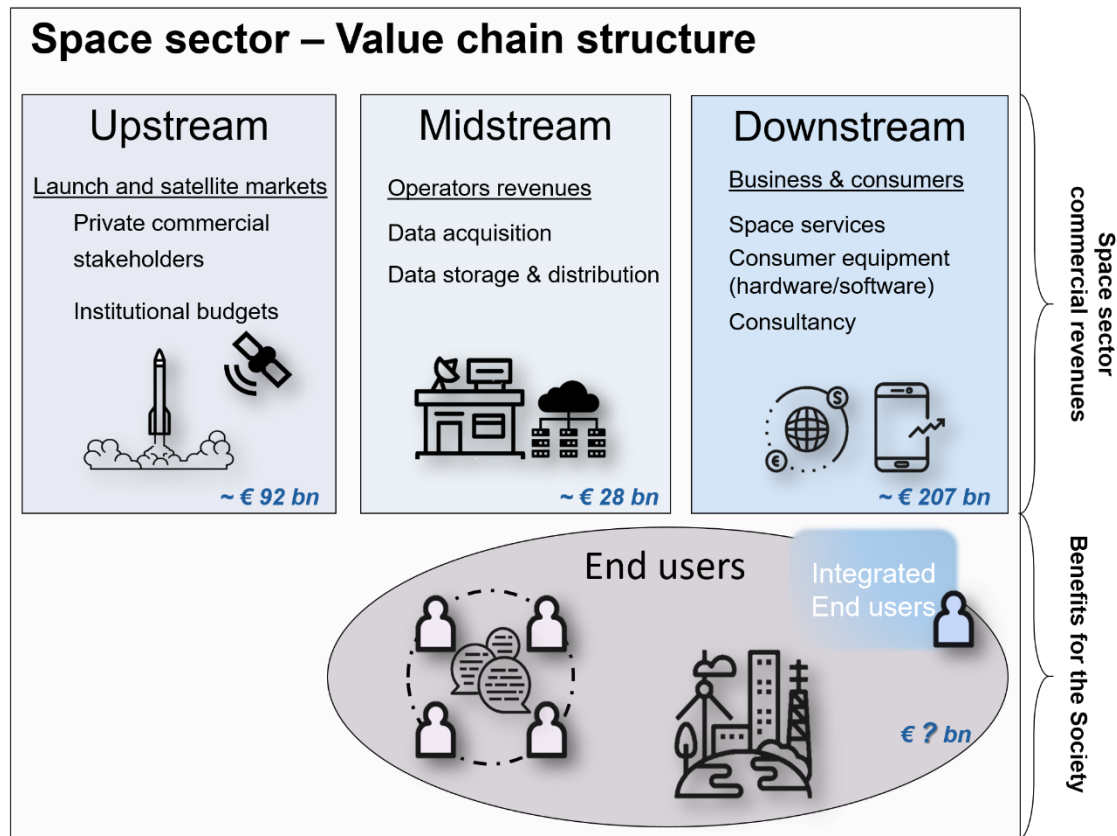 Space sector – Value chain structure
Upstream
Launch and satellite markets
Private commercial
stakeholders
Institutional budgets
~ € 92 bn
Midstream
Operators revenues
Data acquisition
Data storage & distribution
~ € 28 bn
Downstream
Business & consumers
Space services
Consumer equipment
(hardware/software)
Consultancy
$
€
~ € 207 bn
Space sector
commercial revenues
End users
Integrated
End users
€ ? bn
Benefits for the Society